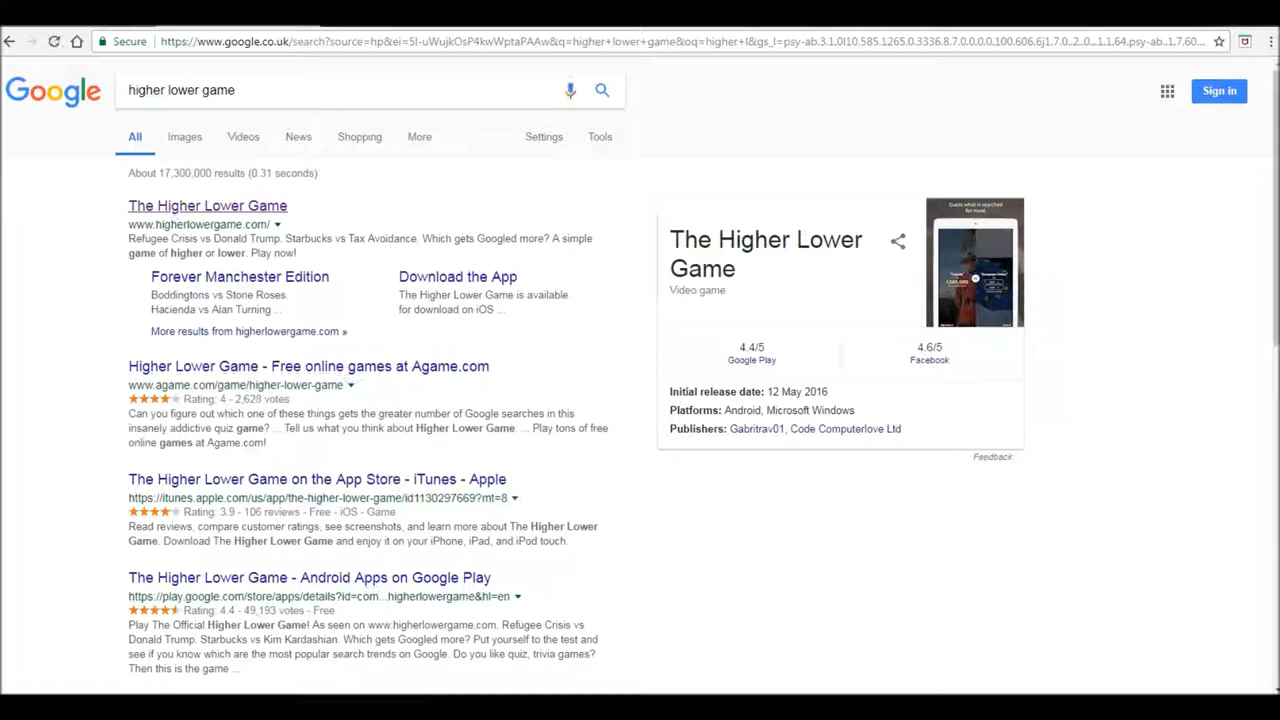 Secure https://www.google.co.uk/search?source=hp&ei=5I-uWujkOsP4kwWptaPAAw&q=higher+lower+game&oq=higher+l&gs_l=psy-ab.3.1.0l10.585.1265.0.3336.8.7.0.0.0.0.100.606.6j1.7.0..2..0...1.1.64.psy-ab..1.7.60...
Google higher lower game Sign in
All Images Videos News Shopping More Settings Tools
About 17,300,000 results (0.31 seconds)
The Higher Lower Game
www.higherlowergame.com/
Refugee Crisis vs Donald Trump. Starbucks vs Tax Avoidance. Which gets Googled more? A simple
game of higher or lower. Play now!
Forever Manchester Edition
Boddingtons vs Stone Roses.
Hacienda vs Alan Turning ...
Download the App
The Higher Lower Game is available
for download on iOS ...
More results from higherlowergame.com »
Higher Lower Game - Free online games at Agame.com
www.agame.com/game/higher-lower-game
Rating: 4 - 2,628 votes
Can you figure out which one of these things gets the greater number of Google searches in this
insanely addictive quiz game? ... Tell us what you think about Higher Lower Game. ... Play tons of free
online games at Agame.com!
The Higher Lower Game on the App Store - iTunes - Apple
https://itunes.apple.com/us/app/the-higher-lower-game/id1130297669?mt=8
Rating: 3.9 - 106 reviews - Free - iOS - Game
Read reviews, compare customer ratings, see screenshots, and learn more about The Higher Lower
Game. Download The Higher Lower Game and enjoy it on your iPhone, iPad, and iPod touch.
The Higher Lower Game - Android Apps on Google Play
https://play.google.com/store/apps/details?id=com...higherlowergame&hl=en
Rating: 4.4 - 49,193 votes - Free
Play The Official Higher Lower Game! As seen on www.higherlowergame.com. Refugee Crisis vs
Donald Trump. Starbucks vs Kim Kardashian. Which gets Googled more? Put yourself to the test and
see if you know which are the most popular search trends on Google. Do you like quiz, trivia games?
Then this is the game ...
The Higher Lower
Game
Video game
Guess what is searched
for more.
4.4/5
Google Play
4.6/5
Facebook
Initial release date: 12 May 2016
Platforms: Android, Microsoft Windows
Publishers: Gabritrav01, Code Computerlove Ltd
Feedback